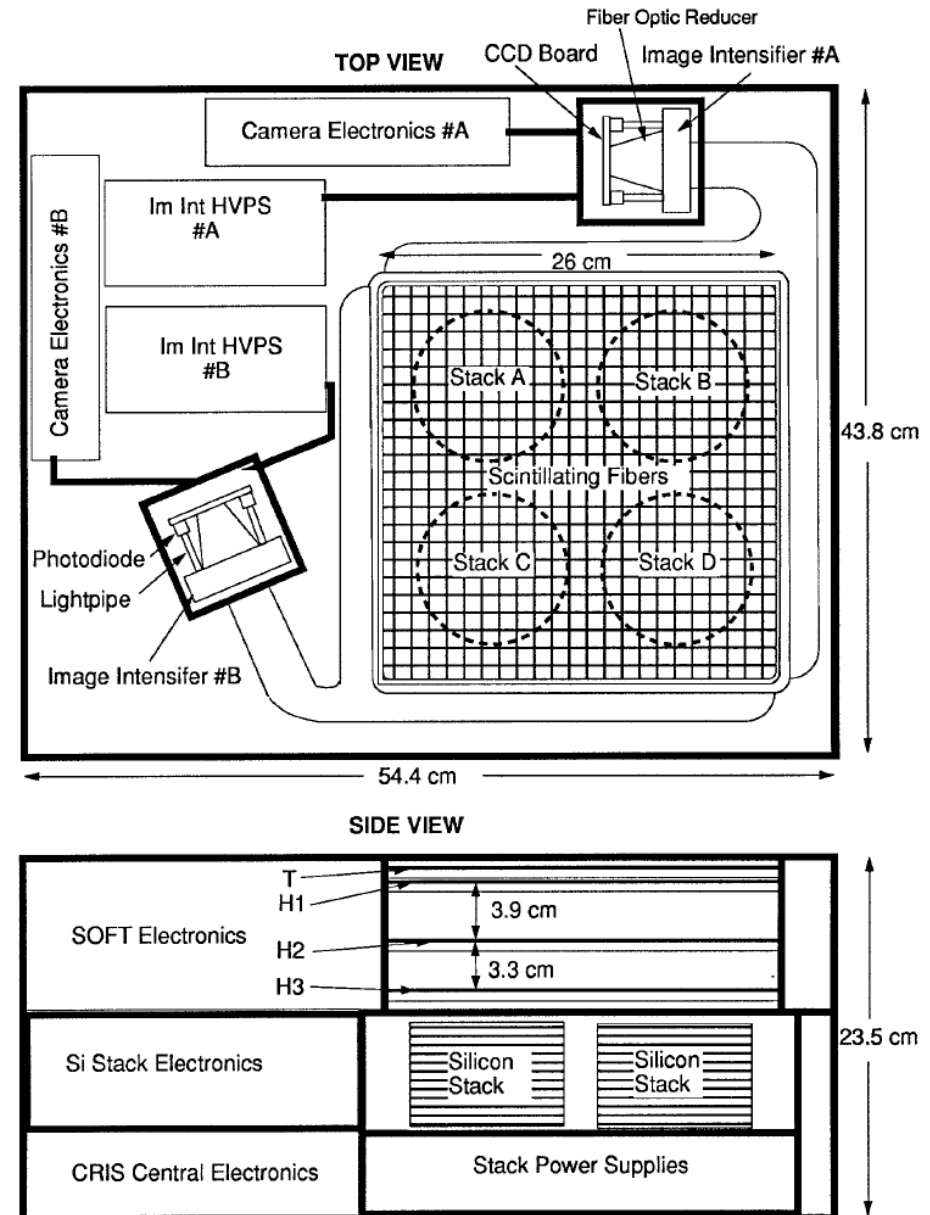 Fiber Optic Reducer
TOP VIEW
CCD Board
Image Intensifier #A
Camera Electronics #A
Camera Electronics #B
Im Int HVPS
#A
26 cm
Im Int HVPS
#B
Stack A
Stack B
43.8 cm
Scintillating Fibers
Photodiode
Stack C
Stack D
Lightpipe
Image Intensifer #B
54.4 cm
SIDE VIEW
T
H1
3.9 cm
SOFT Electronics
H2
3.3 cm
H3
23.5 cm
Si Stack Electronics
Silicon
Stack
Silicon
Stack
CRIS Central Electronics
Stack Power Supplies